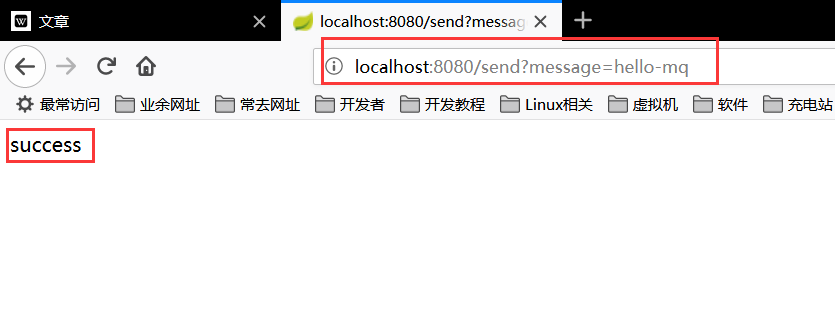 文章
localhost:8080/send?message
localhost:8080/send?message=hello-mq
最常访问 业余网址 常去网址 开发者 开发教程 Linux相关 虚拟机 软件 充电站
success